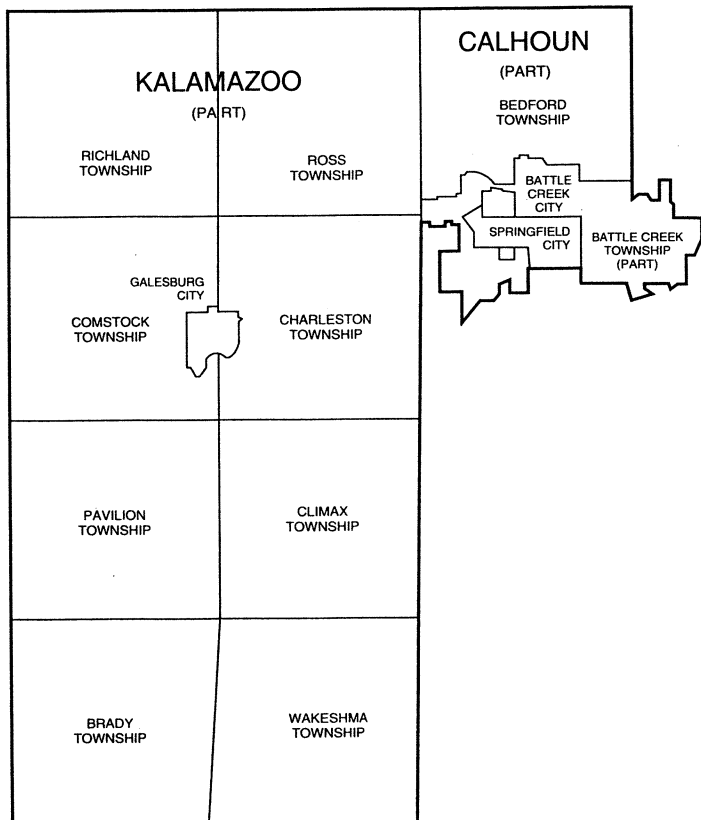 KALAMAZOO
(PART)
CALHOUN
(PART)
BEDFORD
TOWNSHIP
RICHLAND
TOWNSHIP
ROSS
TOWNSHIP
BATTLE
CREEK
CITY
SPRINGFIELD
CITY
BATTLE CREEK
TOWNSHIP
(PART)
GALESBURG
CITY
COMSTOCK
TOWNSHIP
CHARLESTON
TOWNSHIP
PAVILION
TOWNSHIP
CLIMAX
TOWNSHIP
BRADY
TOWNSHIP
WAKESHMA
TOWNSHIP